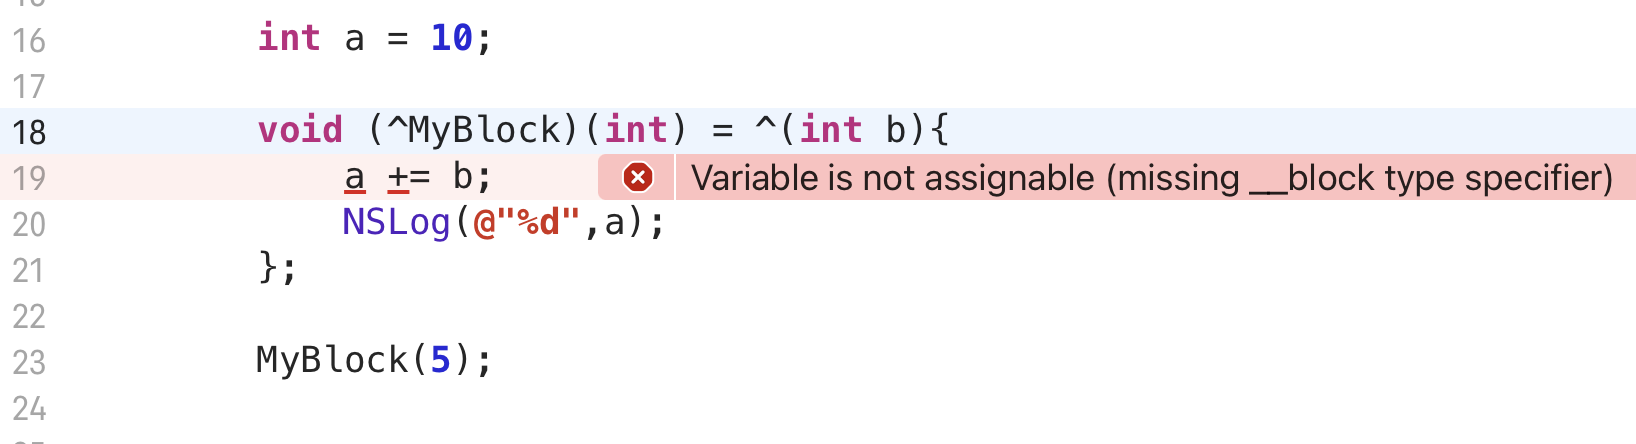 16 int a = 10;
17
18 void (^MyBlock)(int) = ^(int b){
19 a += b; Variable is not assignable (missing __block type specifier)
20 NSLog(@"%d",a);
21 };
22
23 MyBlock(5);
24